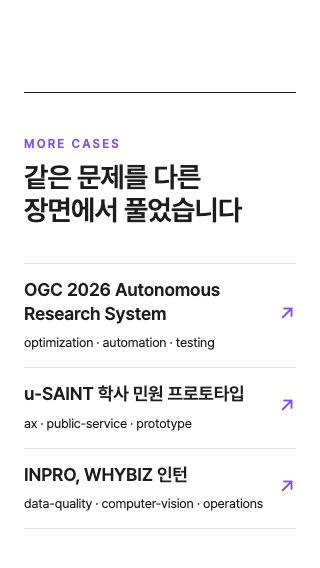 MORE CASES
같은 문제를 다른
장면에서 풀었습니다
OGC 2026 Autonomous
Research System
optimization · automation · testing
u-SAINT 학사 민원 프로토타입
ax · public-service · prototype
INPRO, WHYBIZ 인턴
data-quality · computer-vision · operations